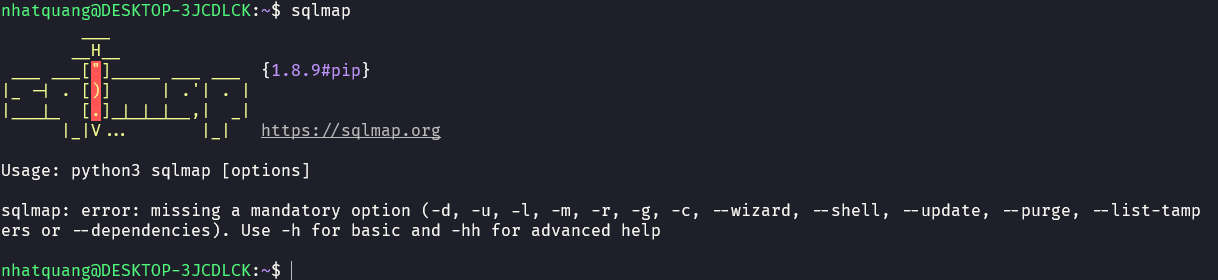 nhatquang@DESKTOP-3JCDLCK:~$ sqlmap
        ___
       __H__
 ___ ___["]_____ ___ ___  {1.8.9#pip}
|_ -| . [)]     | .'| . |
|___|_  [.]_|_|_|__,|  _|
      |_|V...       |_|   https://sqlmap.org
Usage: python3 sqlmap [options]
sqlmap: error: missing a mandatory option (-d, -u, -l, -m, -r, -g, -c, --wizard, --shell, --update, --purge, --list-tamp
ers or --dependencies). Use -h for basic and -hh for advanced help
nhatquang@DESKTOP-3JCDLCK:~$